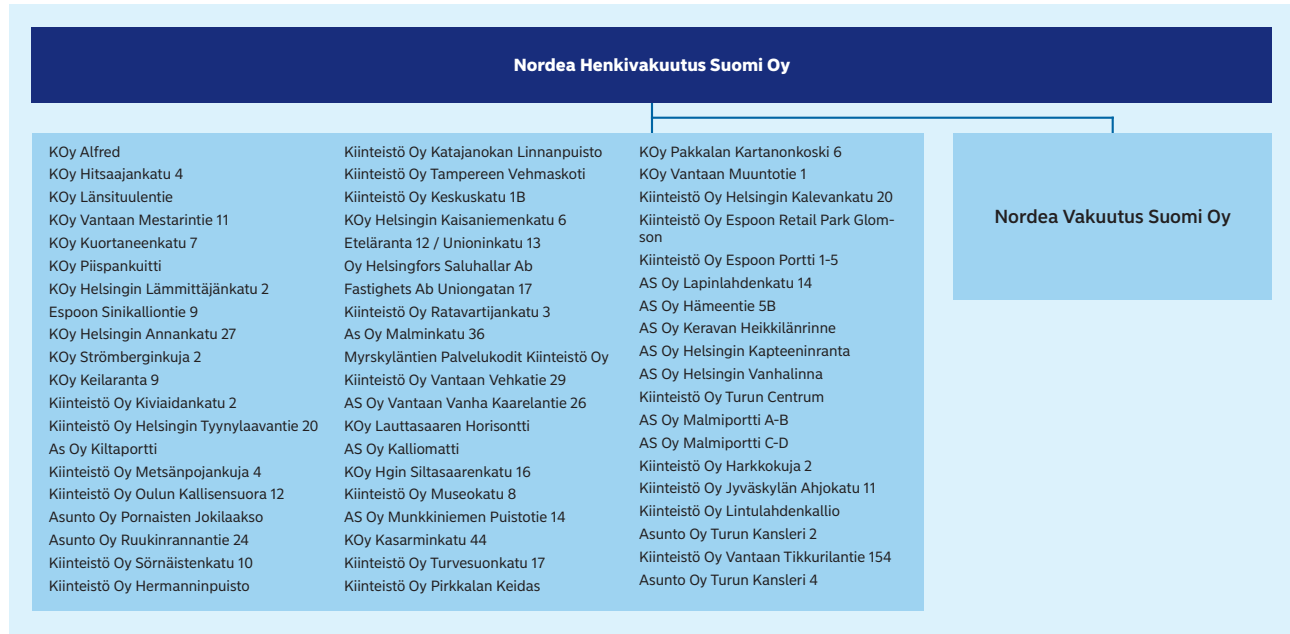 Nordea Henkivakuutus Suomi Oy
KOy Alfred
KOy Hitsaajankatu 4
KOy Länsituulentie
KOy Vantaan Mestarintie 11
KOy Kuortaneenkatu 7
KOy Piispankuitti
KOy Helsingin Lämmittäjänkatu 2
Espoon Sinikalliontie 9
KOy Helsingin Annankatu 27
KOy Strömberginkuja 2
KOy Keilaranta 9
Kiinteistö Oy Kiviaidankatu 2
Kiinteistö Oy Helsingin Tyynylaavantie 20
As Oy Kiltaportti
Kiinteistö Oy Metsänpojankuja 4
Kiinteistö Oy Oulun Kallisensuora 12
Asunto Oy Pornaisten Jokilaakso
Asunto Oy Ruukinrannantie 24
Kiinteistö Oy Sörnäistenkatu 10
Kiinteistö Oy Hermanninpuisto
Kiinteistö Oy Katajanokan Linnanpuisto
Kiinteistö Oy Tampereen Vehmaskoti
Kiinteistö Oy Keskuskatu 1B
KOy Helsingin Kaisaniemenkatu 6
Eteläranta 12 / Unioninkatu 13
Oy Helsingfors Saluhallar Ab
Fastighets Ab Uniongatan 17
Kiinteistö Oy Ratavartijankatu 3
As Oy Malminkatu 36
Myrskyläntien Palvelukodit Kiinteistö Oy
Kiinteistö Oy Vantaan Vehkatie 29
AS Oy Vantaan Vanha Kaarelantie 26
KOy Lauttasaaren Horisontti
AS Oy Kalliomatti
KOy Hgin Siltasaarenkatu 16
Kiinteistö Oy Museokatu 8
AS Oy Munkkiniemen Puistotie 14
KOy Kasarminkatu 44
Kiinteistö Oy Turvesuonkatu 17
Kiinteistö Oy Pirkkalan Keidas
KOy Pakkalan Kartanonkoski 6
KOy Vantaan Muuntotie 1
Kiinteistö Oy Helsingin Kalevankatu 20
Kiinteistö Oy Espoon Retail Park Glom-
son
Kiinteistö Oy Espoon Portti 1-5
AS Oy Lapinlahdenkatu 14
AS Oy Hämeentie 5B
AS Oy Keravan Heikkilänrinne
AS Oy Helsingin Kapteeninranta
AS Oy Helsingin Vanhalinna
Kiinteistö Oy Turun Centrum
AS Oy Malmiportti A-B
AS Oy Malmiportti C-D
Kiinteistö Oy Harkkokuja 2
Kiinteistö Oy Jyväskylän Ahjokatu 11
Kiinteistö Oy Lintulahdenkallio
Asunto Oy Turun Kansleri 2
Kiinteistö Oy Vantaan Tikkurilantie 154
Asunto Oy Turun Kansleri 4
Nordea Vakuutus Suomi Oy